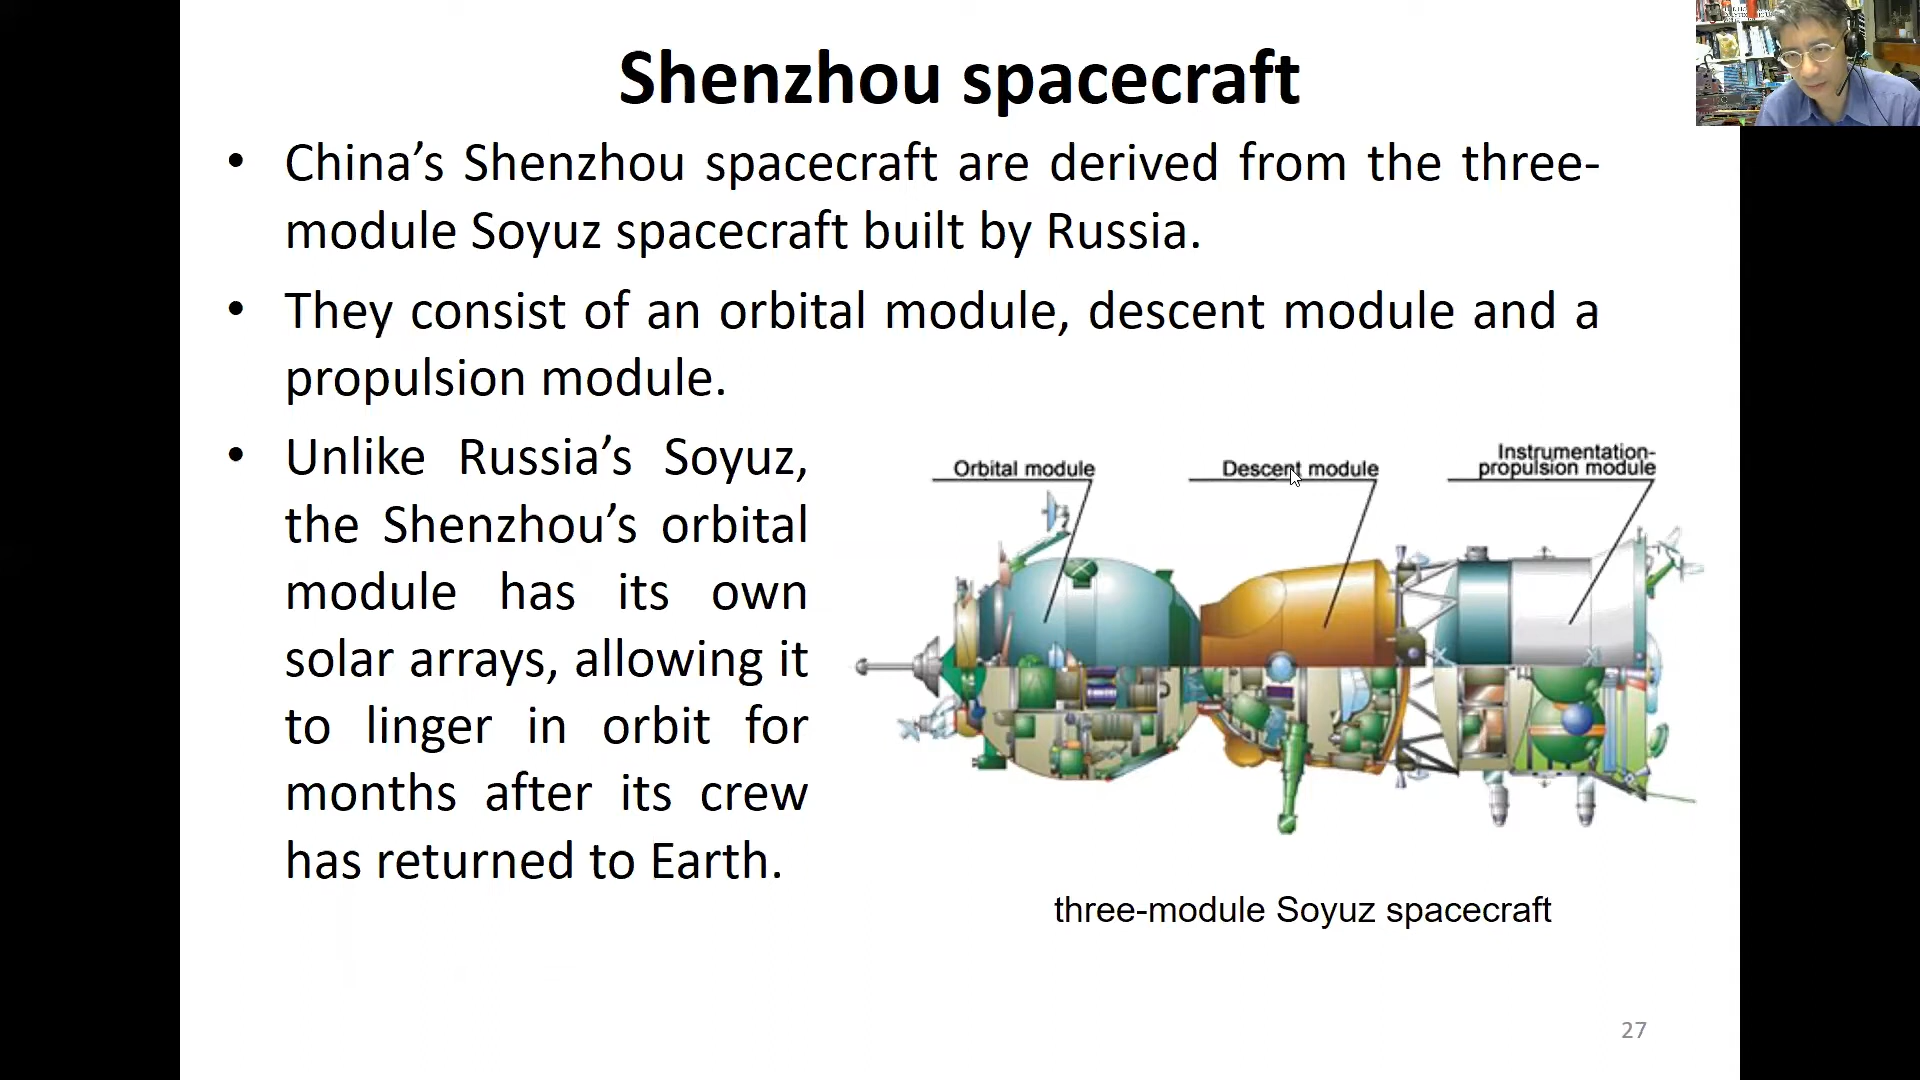 Shenzhou spacecraft
• China’s Shenzhou spacecraft are derived from the three-
module Soyuz spacecraft built by Russia.
• They consist of an orbital module, descent module and a
propulsion module.
• Unlike Russia’s Soyuz,
the Shenzhou’s orbital
module has its own
solar arrays, allowing it
to linger in orbit for
months after its crew
has returned to Earth.
Orbital module
Descent module
Instrumentation-
propulsion module
three-module Soyuz spacecraft
27